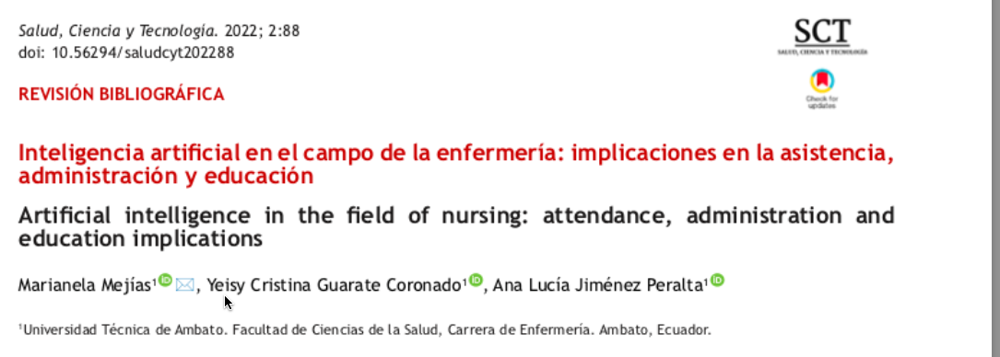 Salud, Ciencia y Tecnología. 2022; 2:88
doi: 10.56294/saludcyt202288
SCT
SALUD, CIENCIA Y TECNOLOGÍA
Check for
updates
REVISIÓN BIBLIOGRÁFICA
Inteligencia artificial en el campo de la enfermería: implicaciones en la asistencia,
administración y educación
Artificial intelligence in the field of nursing: attendance, administration and
education implications
Marianela Mejías¹ iD, Yeisy Cristina Guarate Coronado¹ iD, Ana Lucía Jiménez Peralta¹ iD
¹Universidad Técnica de Ambato. Facultad de Ciencias de la Salud, Carrera de Enfermería. Ambato, Ecuador.